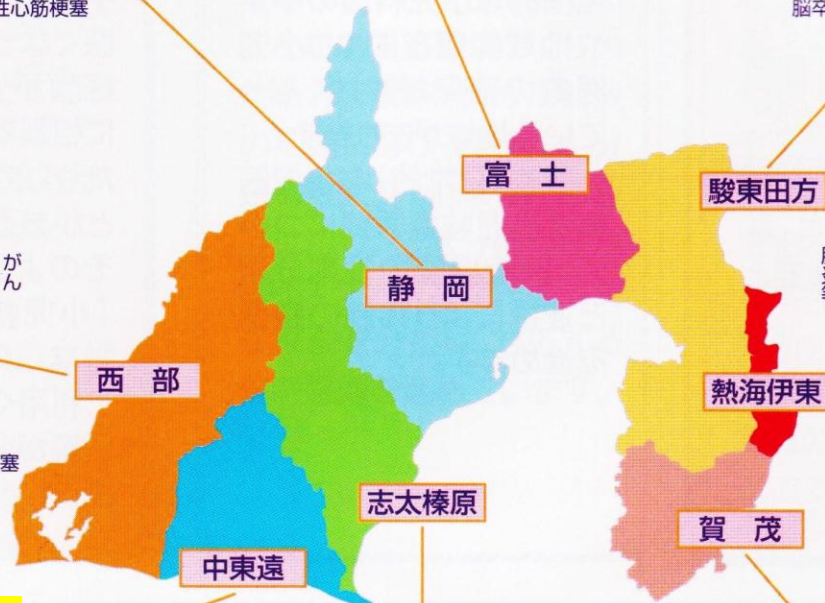 性心筋梗塞
脳卒
富 士
駿東田方
がん
静 岡
西 部
熱海伊東
塞
志太榛原
賀 茂
中東遠